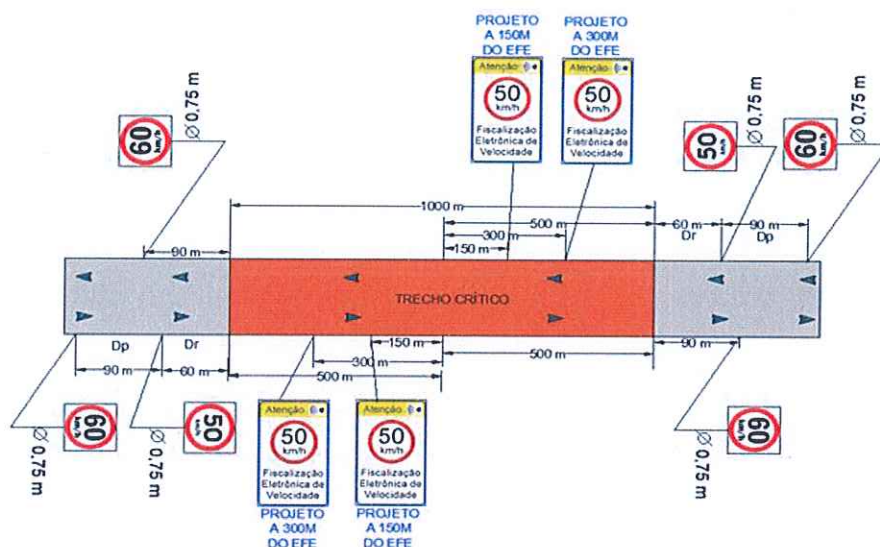 PROJETO
A 150M
DO EFE
PROJETO
A 300M
DO EFE
Atenção
50
km/h
Fiscalização
Eletrônica de
Velocidade
Atenção
50
km/h
Fiscalização
Eletrônica de
Velocidade
60
km/h
Ø 0,75 m
50
km/h
Ø 0,75 m
60
km/h
Ø 0,75 m
1000 m
500 m
300 m
150 m
60 m
Dr
90 m
Dp
90 m
TRECHO CRÍTICO
Dp
90 m
Dr
60 m
150 m
300 m
500 m
500 m
90 m
60
km/h
Ø 0,75 m
50
km/h
Ø 0,75 m
Atenção
50
km/h
Fiscalização
Eletrônica de
Velocidade
PROJETO
A 300M
DO EFE
Atenção
50
km/h
Fiscalização
Eletrônica de
Velocidade
PROJETO
A 150M
DO EFE
60
km/h
Ø 0,75 m